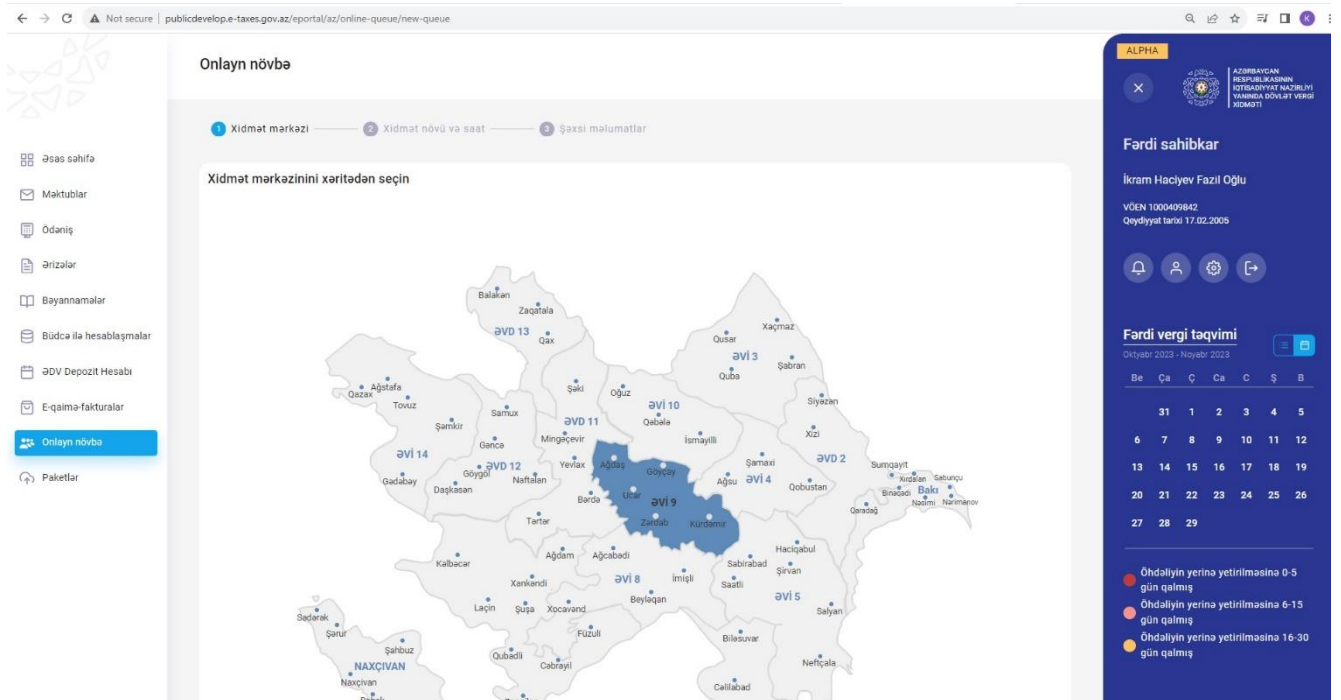 Not secure | publicdevelop.e-taxes.gov.az/eportal/az/online-queue/new-queue
K
Onlayn növbə
1 Xidmət mərkəzi
2 Xidmət növü və saat
3 Şəxsi məlumatlar
Əsas səhifə
Məktublar
Ödəniş
Ərizələr
Bəyannamələr
Büdcə ilə hesablaşmalar
ƏDV Depozit Hesabı
E-qaimə-fakturalar
Onlayn növbə
Paketlər
Xidmət mərkəzinini xəritədən seçin
Balakən
Zaqatala
ƏVD 13
Qax
Xaçmaz
Qusar
ƏVİ 3
Şabran
Quba
Ağstafa
Qazax
Tovuz
Şəki
Oğuz
Siyəzən
Samux
ƏVİ 10
Şəmkir
ƏVD 11
Qəbələ
Xizi
Gəncə
Mingəçevir
İsmayilli
ƏVİ 14
ƏVD 12
Yevlax
Ağdaş
Göyçay
Şamaxi
ƏVD 2
Sumqayit
Gədəbəy
Göygöl
Naftalan
Ağsu
ƏVİ 4
Qobustan
Xirdalan
Sabunçu
Daşkəsən
Bərdə
Ucar
ƏVİ 9
Binəqədi
Bakı
Nəsimi
Nərimanov
Qaradağ
Tərtər
Zərdab
Kürdəmir
Kəlbəcər
Ağdam
Ağcabədi
Haciqabul
Sabirabad
Şirvan
Xankəndi
ƏVİ 8
İmişli
Saatli
ƏVİ 5
Laçin
Şuşa
Xocavənd
Beyləqan
Salyan
Sədərək
Şərur
Füzuli
Biləsuvar
Şahbuz
Qubadli
Cəbrayil
Neftçala
NAXÇIVAN
Naxçivan
Cəlilabad
ALPHA
AZƏRBAYCAN
RESPUBLİKASININ
İQTİSADİYYAT NAZİRLİYİ
YANINDA DÖVLƏT VERGİ
XİDMƏTİ
Fərdi sahibkar
İkram Haciyev Fazil Oğlu
VÖEN 1000409842
Qeydiyyat tarixi 17.02.2005
Fərdi vergi təqvimi
Oktyabr 2023 - Noyabr 2023
Be Ça Ç Ca C Ş B
31 1 2 3 4 5
6 7 8 9 10 11 12
13 14 15 16 17 18 19
20 21 22 23 24 25 26
27 28 29
Öhdəliyin yerinə yetirilməsinə 0-5
gün qalmış
Öhdəliyin yerinə yetirilməsinə 6-15
gün qalmış
Öhdəliyin yerinə yetirilməsinə 16-30
gün qalmış